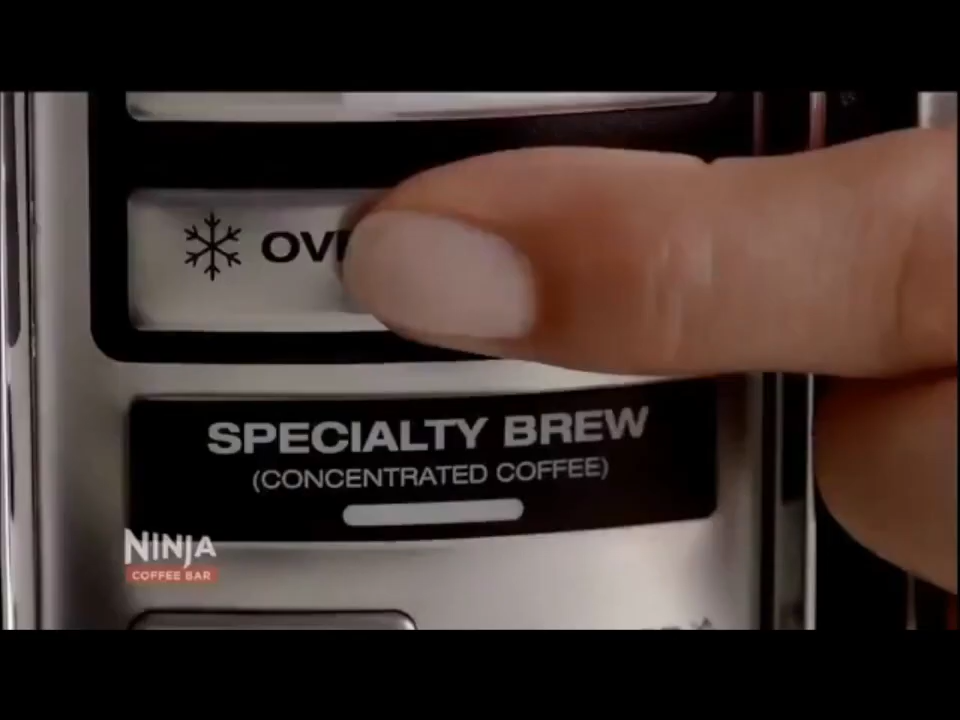 OV
SPECIALTY BREW
(CONCENTRATED COFFEE)
NINJA
COFFEE BAR